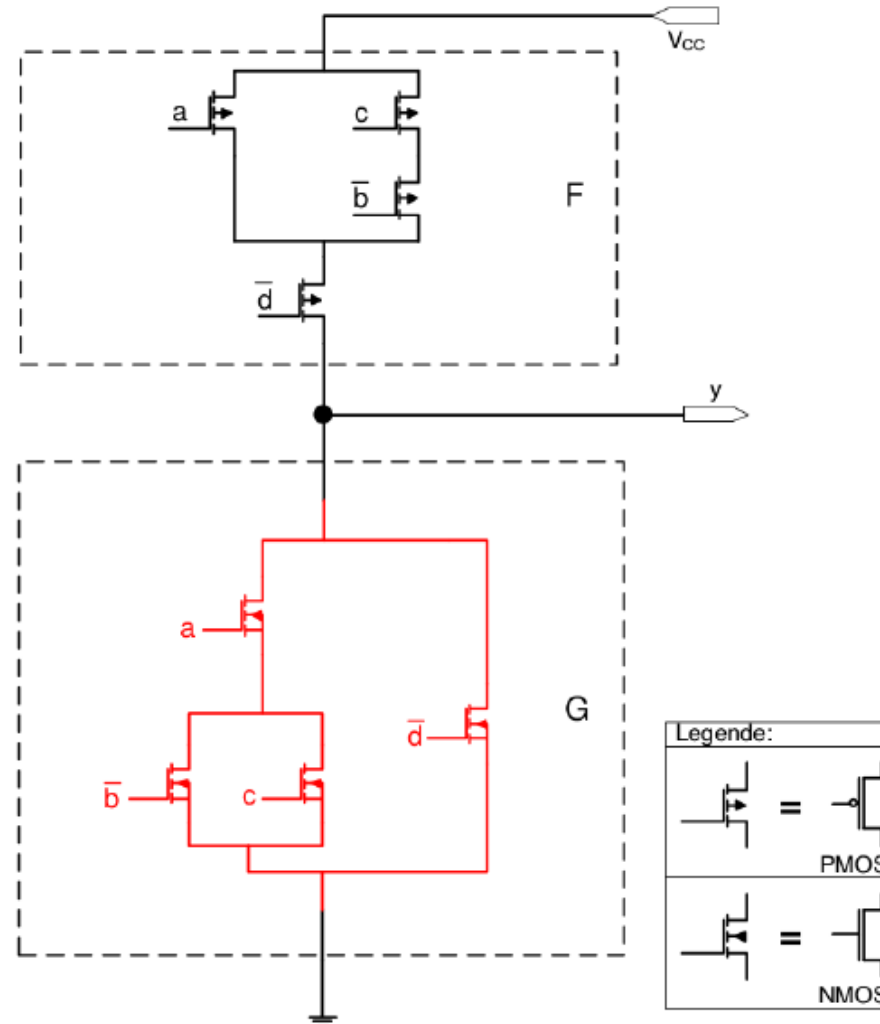 VCC
a
c
b̅
F
d̅
y
a
G
d̅
b̅
c
Legende:
=
PMOS
=
NMOS